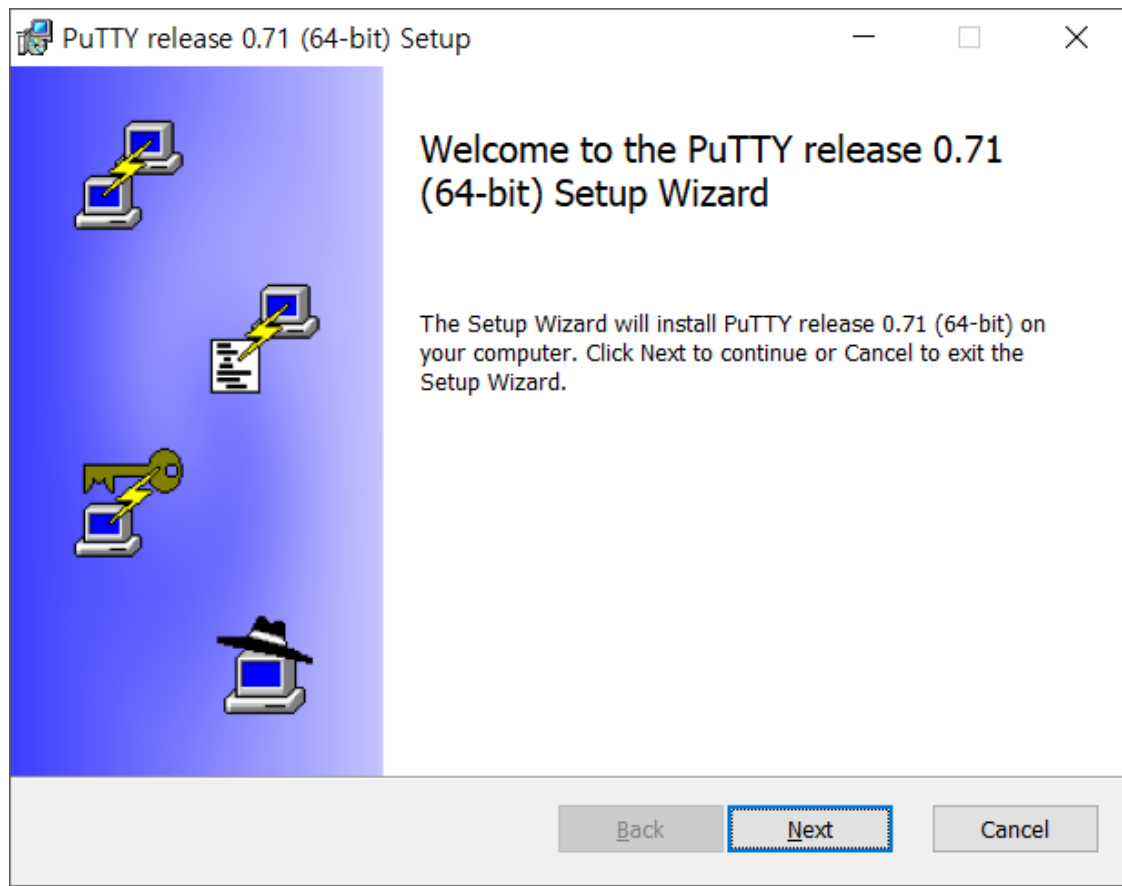 PuTTY release 0.71 (64-bit) Setup
Welcome to the PuTTY release 0.71
(64-bit) Setup Wizard
The Setup Wizard will install PuTTY release 0.71 (64-bit) on
your computer. Click Next to continue or Cancel to exit the
Setup Wizard.
Back Next Cancel